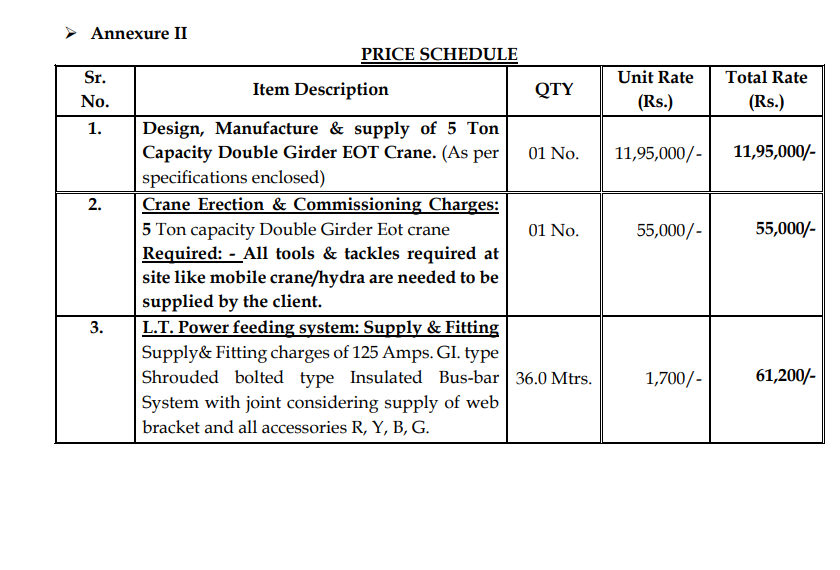 ➢ Annexure II
PRICE SCHEDULE
Sr. No. Item Description QTY Unit Rate (Rs.) Total Rate (Rs.)
1. Design, Manufacture & supply of 5 Ton
Capacity Double Girder EOT Crane. (As per
specifications enclosed)
01 No. 11,95,000/- 11,95,000/-
2. Crane Erection & Commissioning Charges:
5 Ton capacity Double Girder Eot crane
Required: - All tools & tackles required at
site like mobile crane/hydra are needed to be
supplied by the client.
01 No. 55,000/- 55,000/-
3. L.T. Power feeding system: Supply & Fitting
Supply& Fitting charges of 125 Amps. GI. type
Shrouded bolted type Insulated Bus-bar
System with joint considering supply of web
bracket and all accessories R, Y, B, G.
36.0 Mtrs. 1,700/- 61,200/-